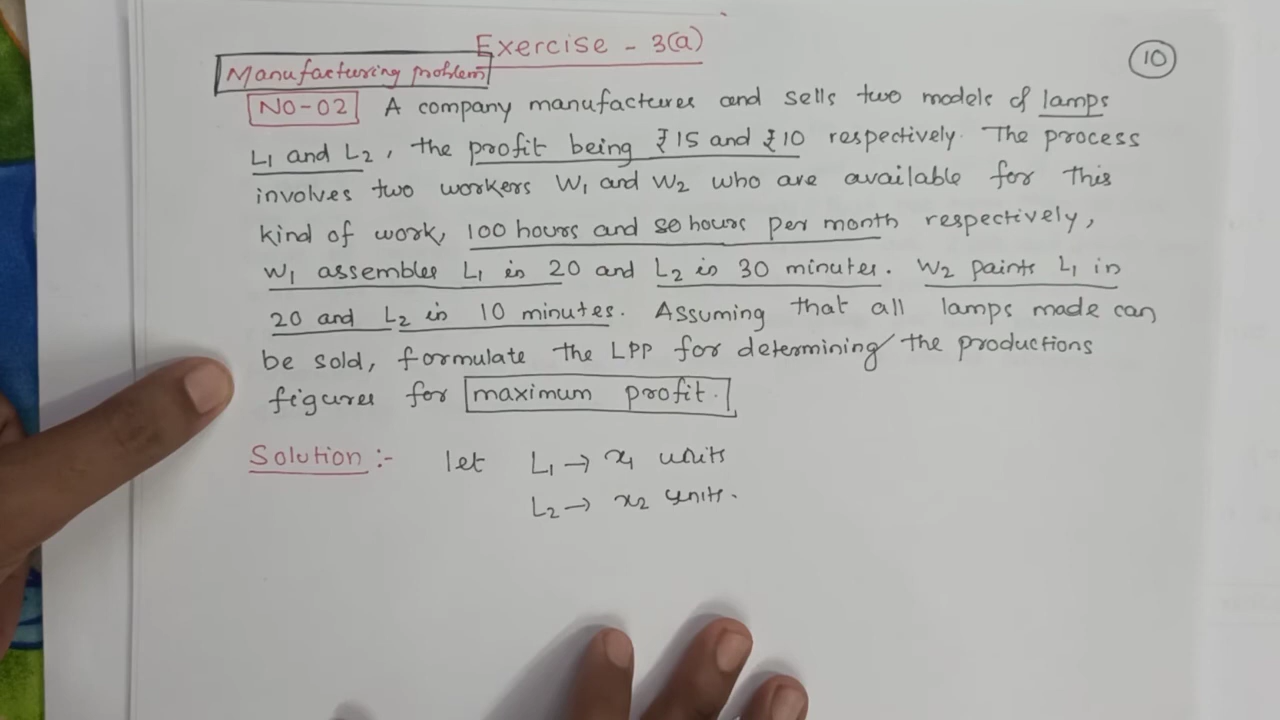 Exercise - 3(a)
10
Manufacturing problem
NO-02 A company manufactures and sells two models of lamps
L1 and L2, the profit being ₹15 and ₹10 respectively. The process
involves two workers W1 and W2 who are available for this
kind of work, 100 hours and 80 hours per month respectively,
W1 assembles L1 in 20 and L2 in 30 minutes. W2 paints L1 in
20 and L2 in 10 minutes. Assuming that all lamps made can
be sold, formulate the LPP for determining the productions
figures for maximum profit.
Solution :- let L1 → x1 units
L2 → x2 units.